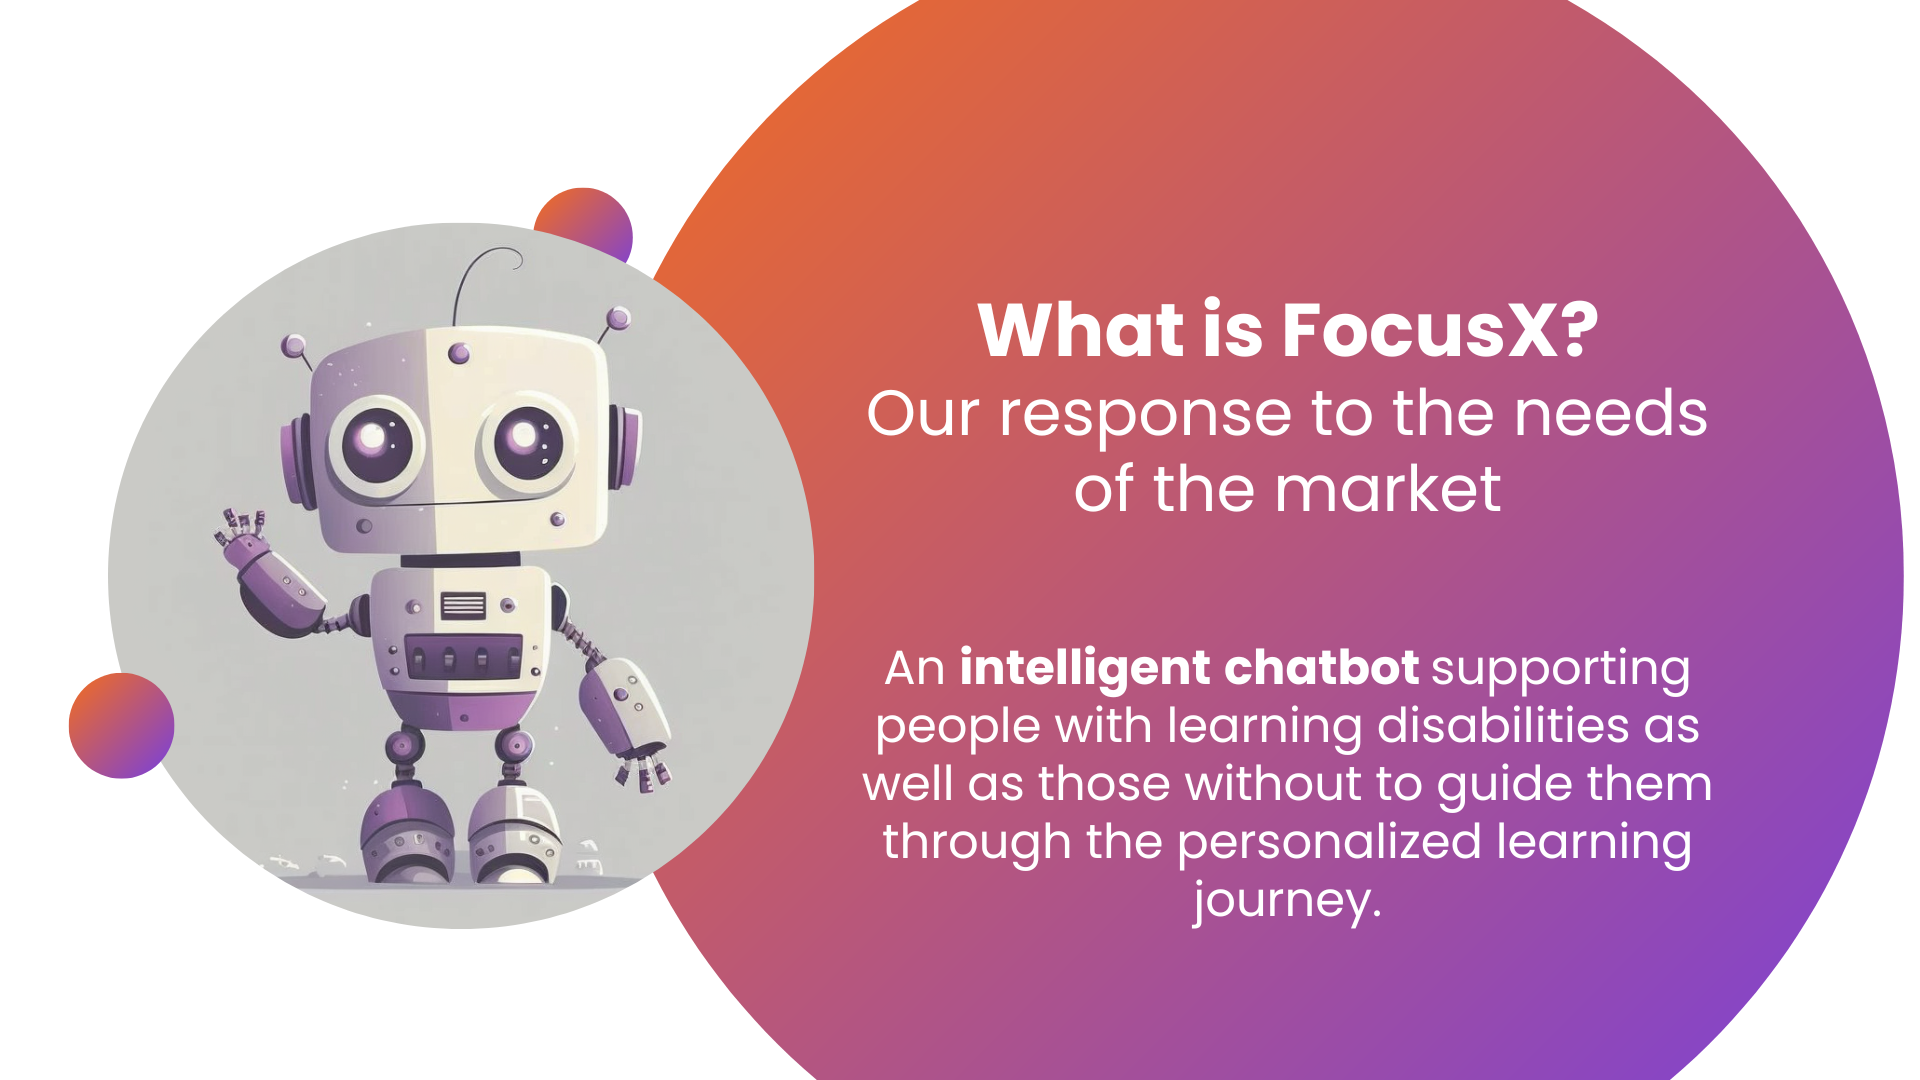 What is FocusX?
Our response to the needs
of the market
An intelligent chatbot supporting
people with learning disabilities as
well as those without to guide them
through the personalized learning
journey.